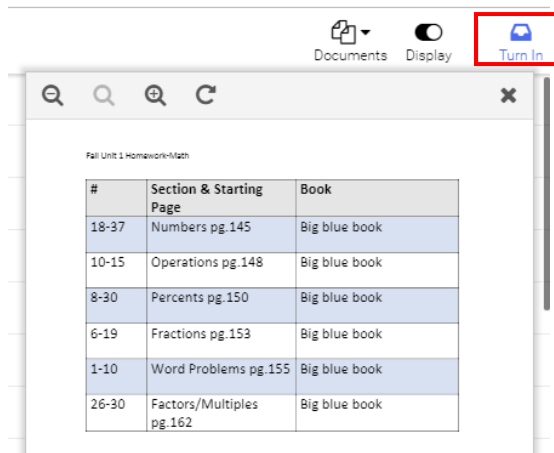 Documents Display Turn In
Fall Unit 1 Homework-Math
# Section & Starting Page Book
18-37 Numbers pg.145 Big blue book
10-15 Operations pg.148 Big blue book
8-30 Percents pg.150 Big blue book
6-19 Fractions pg.153 Big blue book
1-10 Word Problems pg.155 Big blue book
26-30 Factors/Multiples pg.162 Big blue book